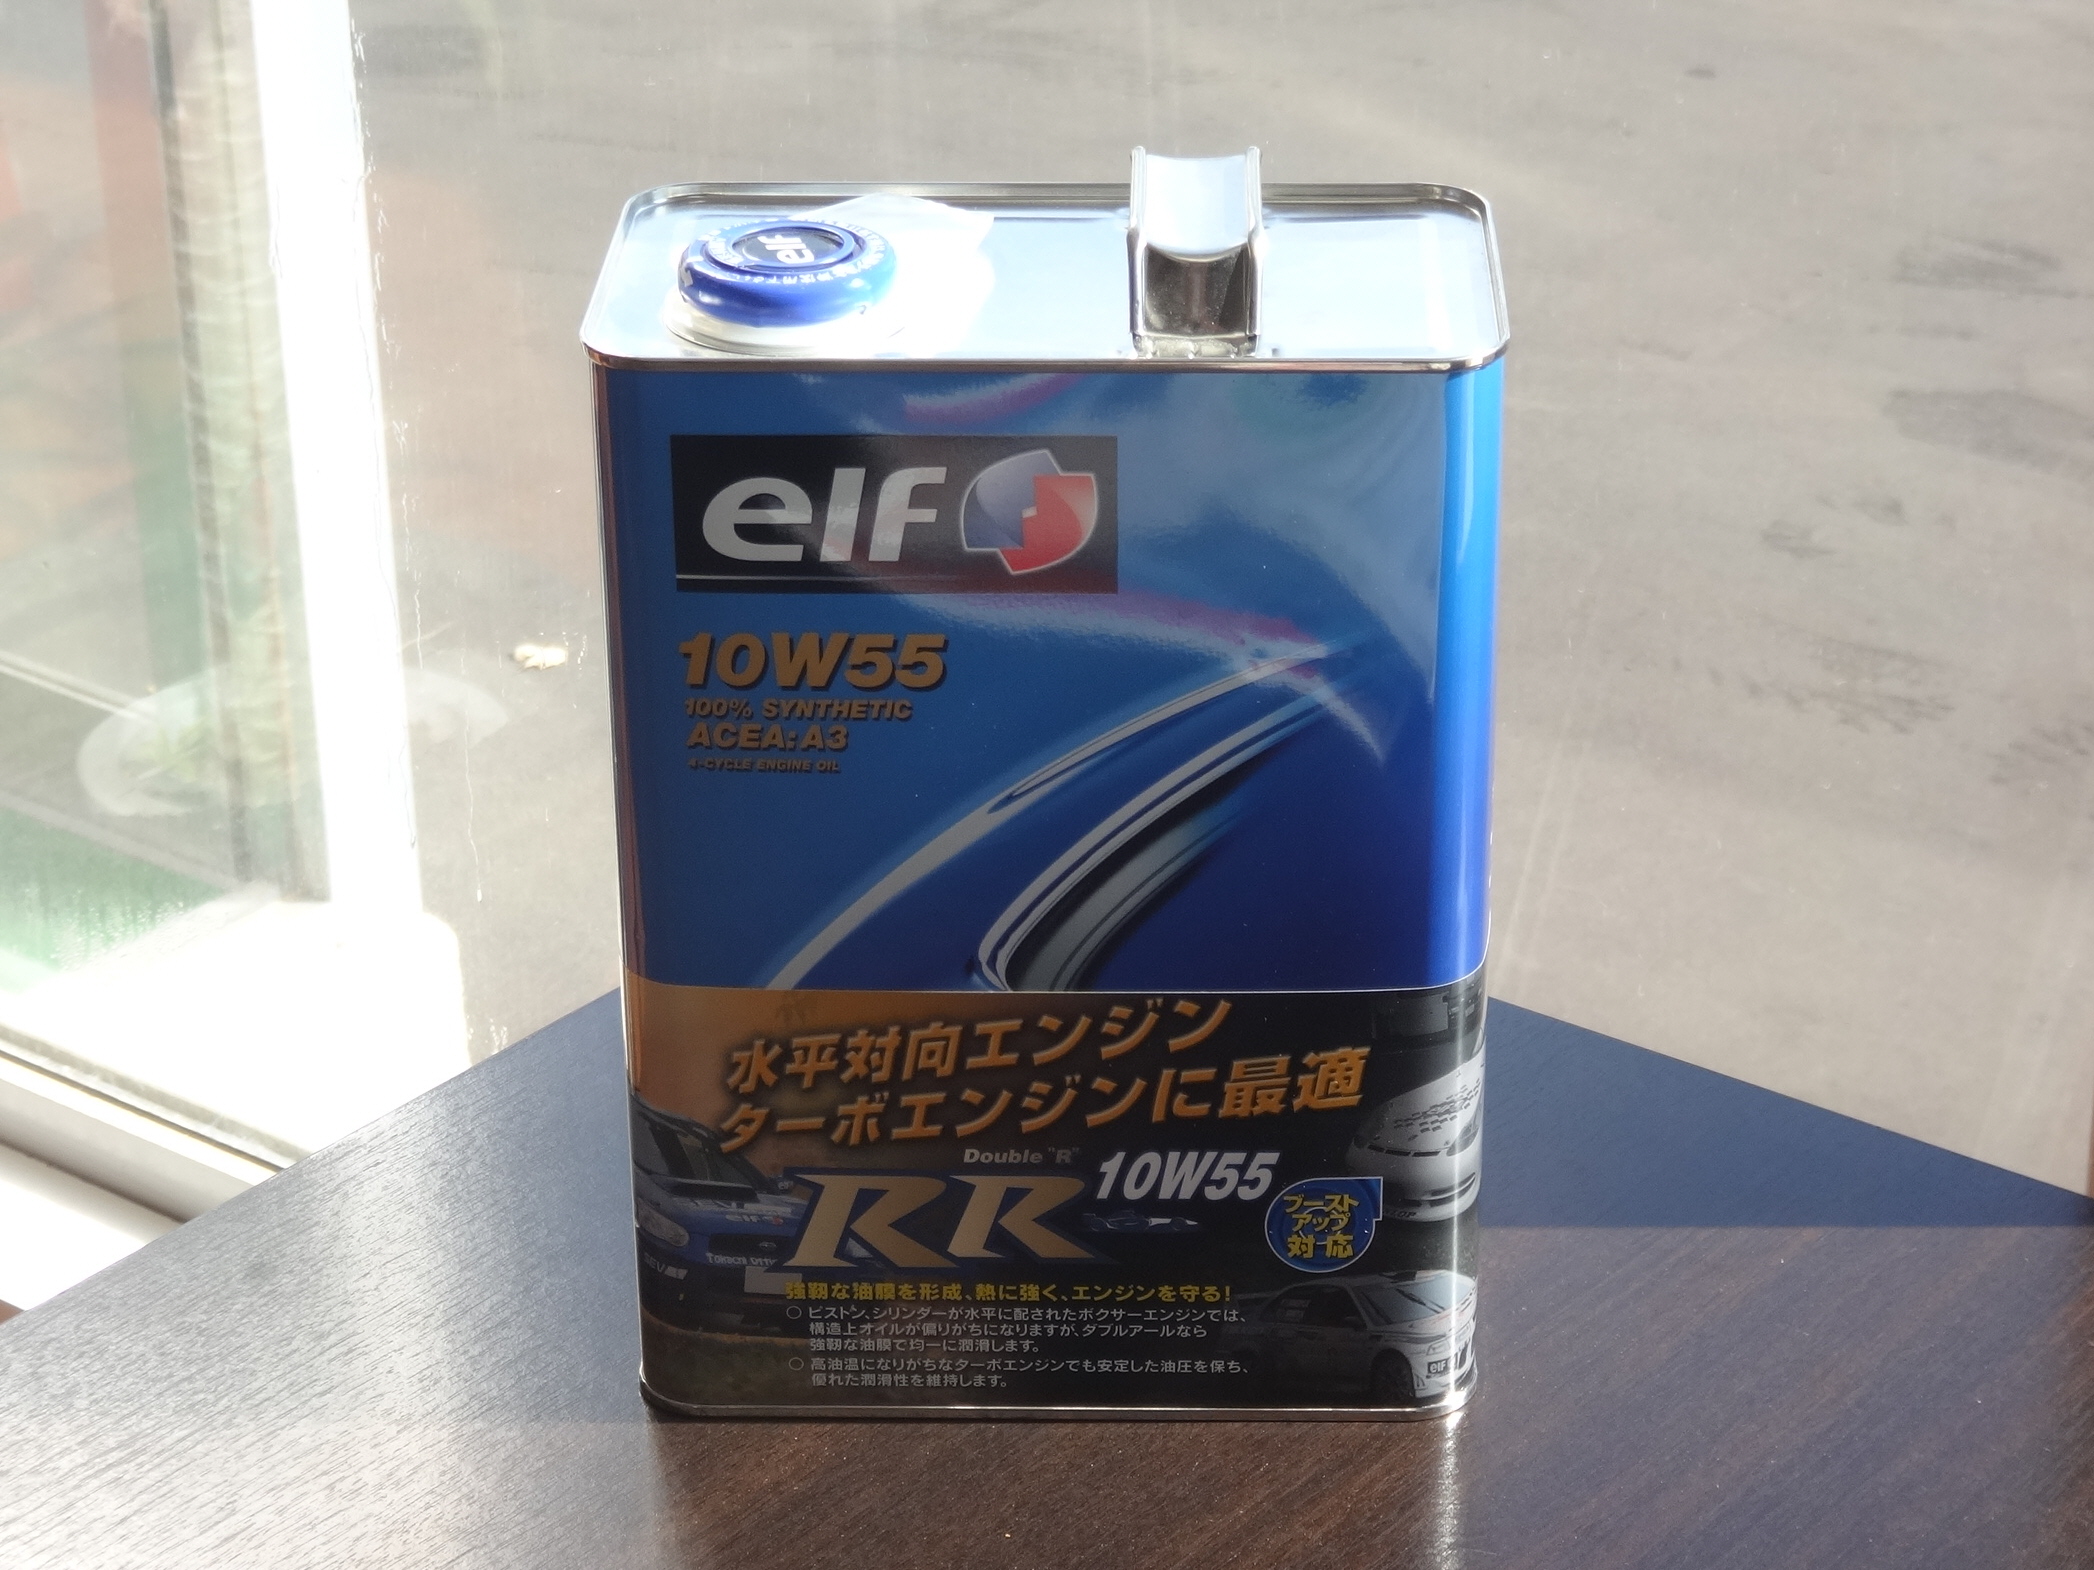 elf
elf
10W55
100% SYNTHETIC
ACEA: A3
4-CYCLE ENGINE OIL
水平対向エンジン
ターボエンジンに最適
Double "R"
RR 10W55
ブースト
アップ
対応
elf
強靭な油膜を形成、熱に強く、エンジンを守る!
○ ピストン、シリンダーが水平に配されたボクサーエンジンでは、
構造上オイルが偏りがちになりますが、ダブルアールなら
強靭な油膜で均一に潤滑します。
○ 高油温になりがちなターボエンジンでも安定した油圧を保ち、
優れた潤滑性を維持します。
elf